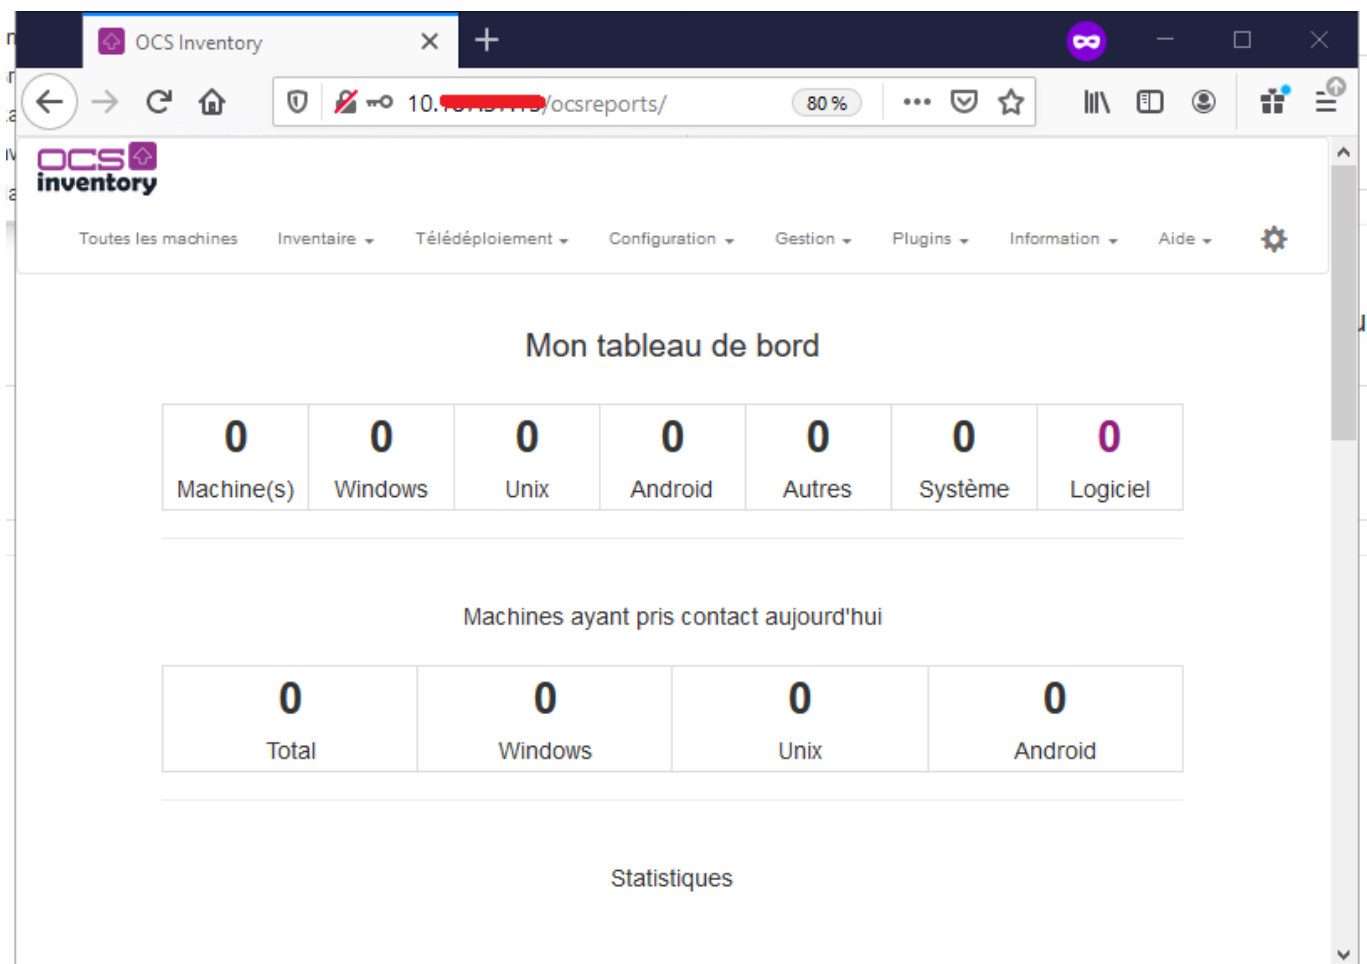 OCS Inventory
10.
/ocsreports/
80 %
OCS
inventory
Toutes les machines Inventaire Télédéploiement Configuration Gestion Plugins Information Aide
Mon tableau de bord
0 0 0 0 0 0 0
Machine(s) Windows Unix Android Autres Système Logiciel
Machines ayant pris contact aujourd'hui
0 0 0 0
Total Windows Unix Android
Statistiques